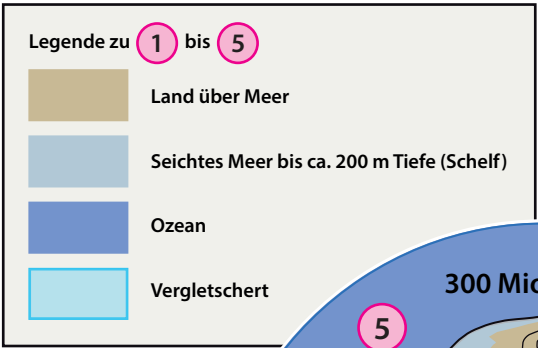 Legende zu 1 bis 5
Land über Meer
Seichtes Meer bis ca. 200 m Tiefe (Schelf)
Ozean
Vergletschert
300 Mio
5